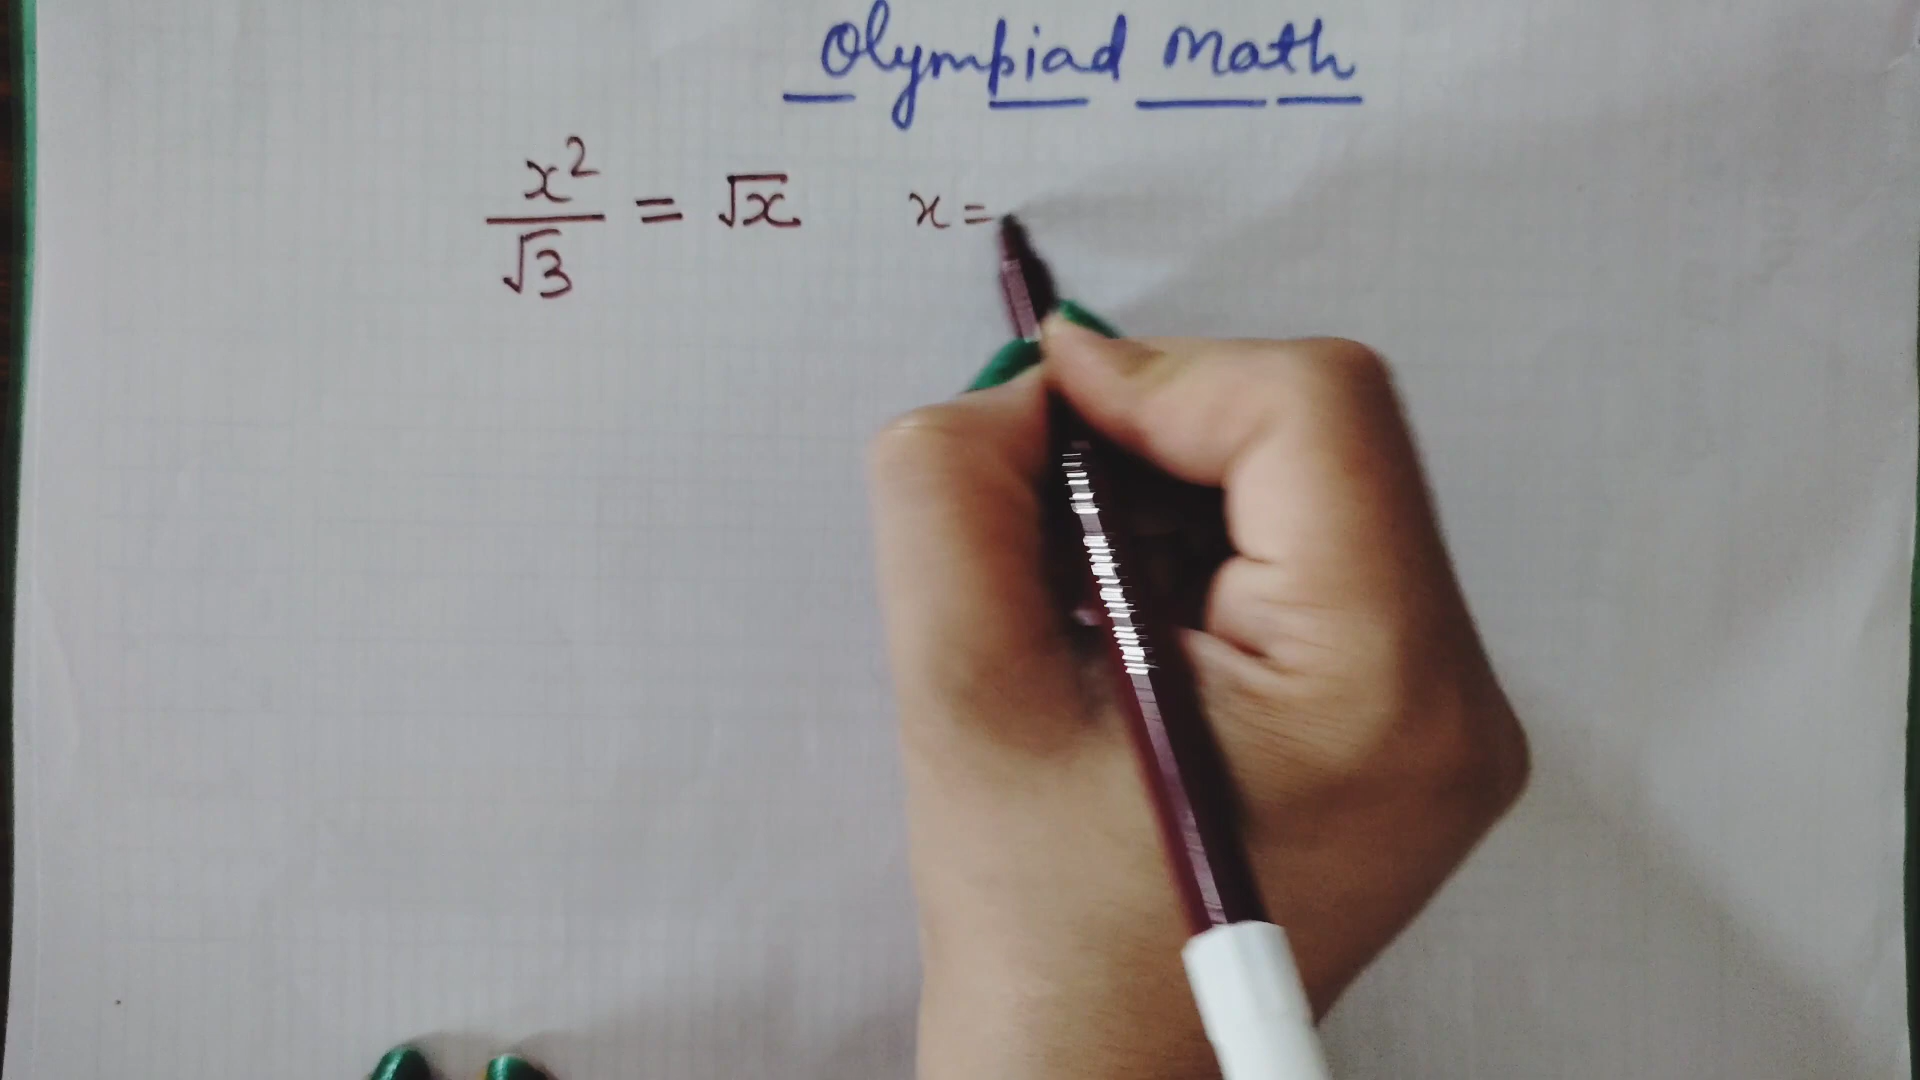 Olympiad Math
x²/√3 = √x x =